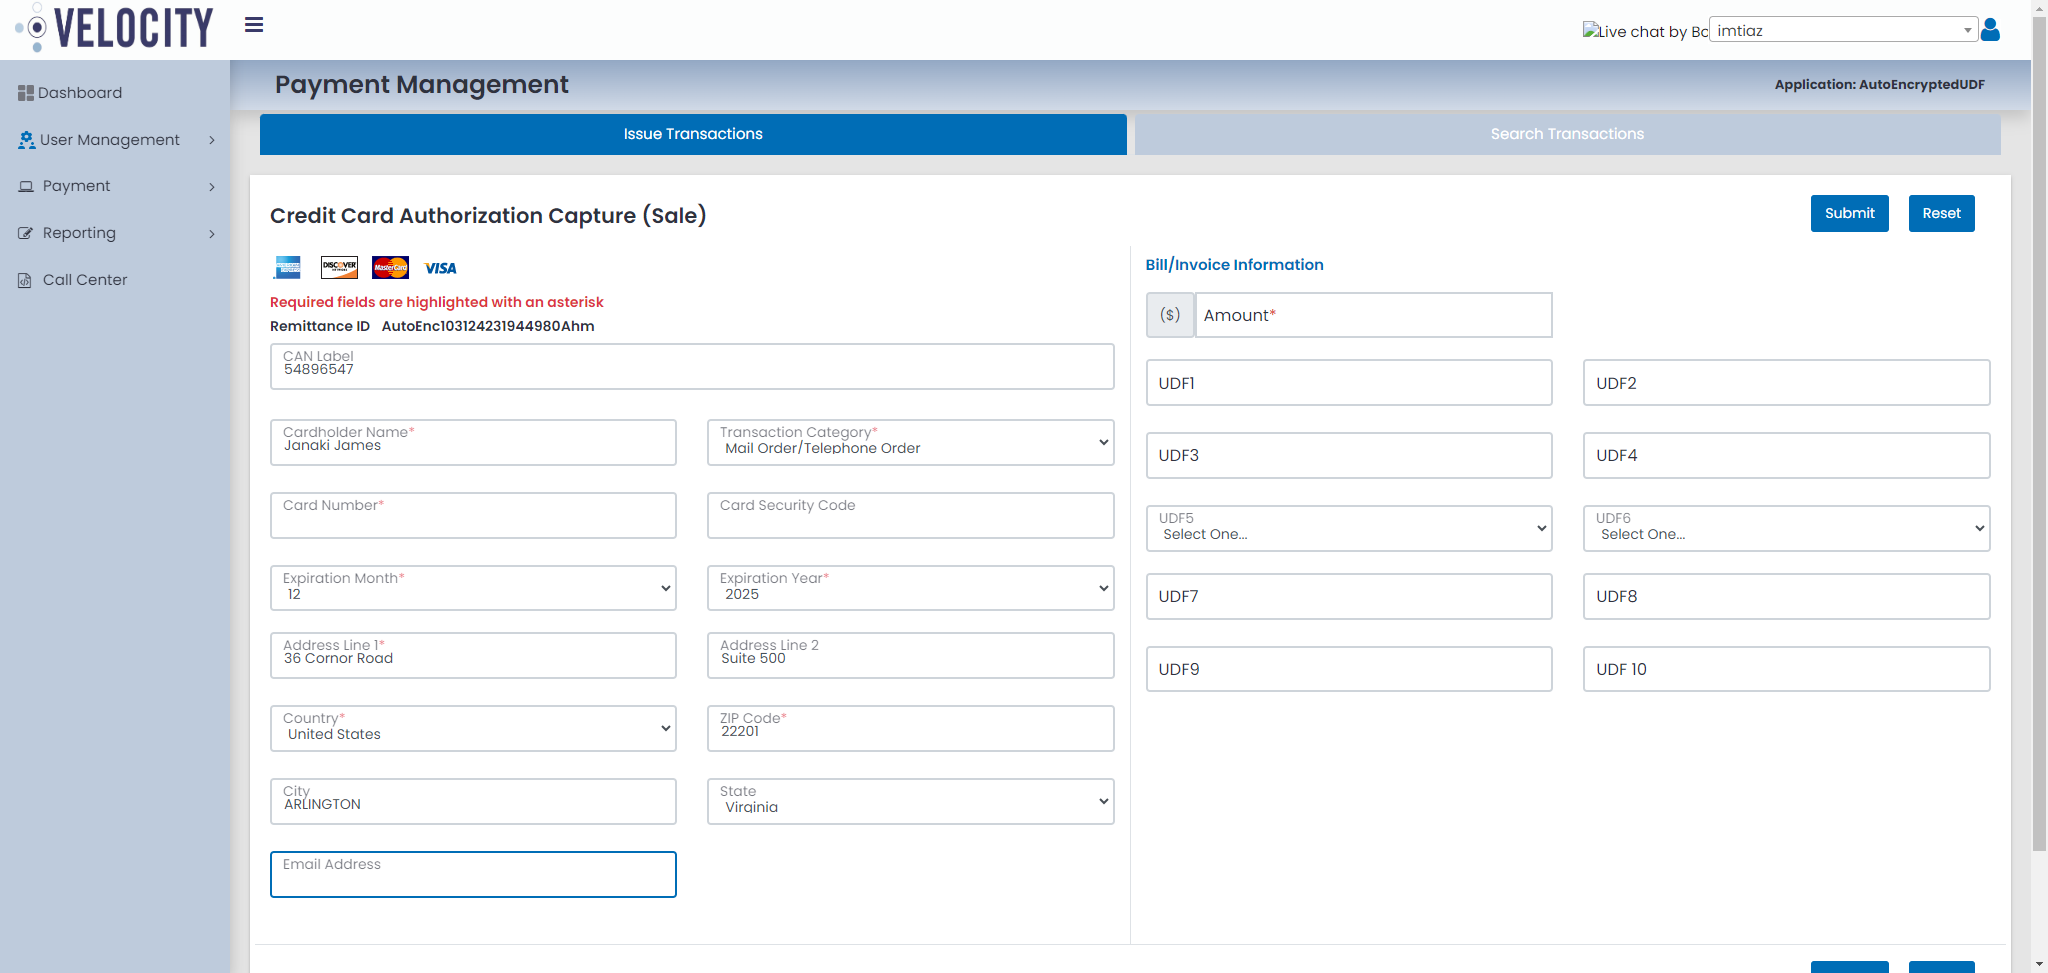 VELOCITY
Live chat by Bo
imtiaz
Dashboard
User Management
Payment
Reporting
Call Center
Payment Management
Application: AutoEncryptedUDF
Issue Transactions
Search Transactions
Credit Card Authorization Capture (Sale)
Submit
Reset
DISCOVER
MasterCard
VISA
Required fields are highlighted with an asterisk
Remittance ID AutoEnc103124231944980Ahm
CAN Label
54896547
Cardholder Name*
Janaki James
Transaction Category*
Mail Order/Telephone Order
Card Number*
Card Security Code
Expiration Month*
12
Expiration Year*
2025
Address Line 1*
36 Cornor Road
Address Line 2
Suite 500
Country*
United States
ZIP Code*
22201
City
ARLINGTON
State
Virginia
Email Address
Bill/Invoice Information
($)
Amount*
UDF1
UDF2
UDF3
UDF4
UDF5
Select One...
UDF6
Select One...
UDF7
UDF8
UDF9
UDF 10